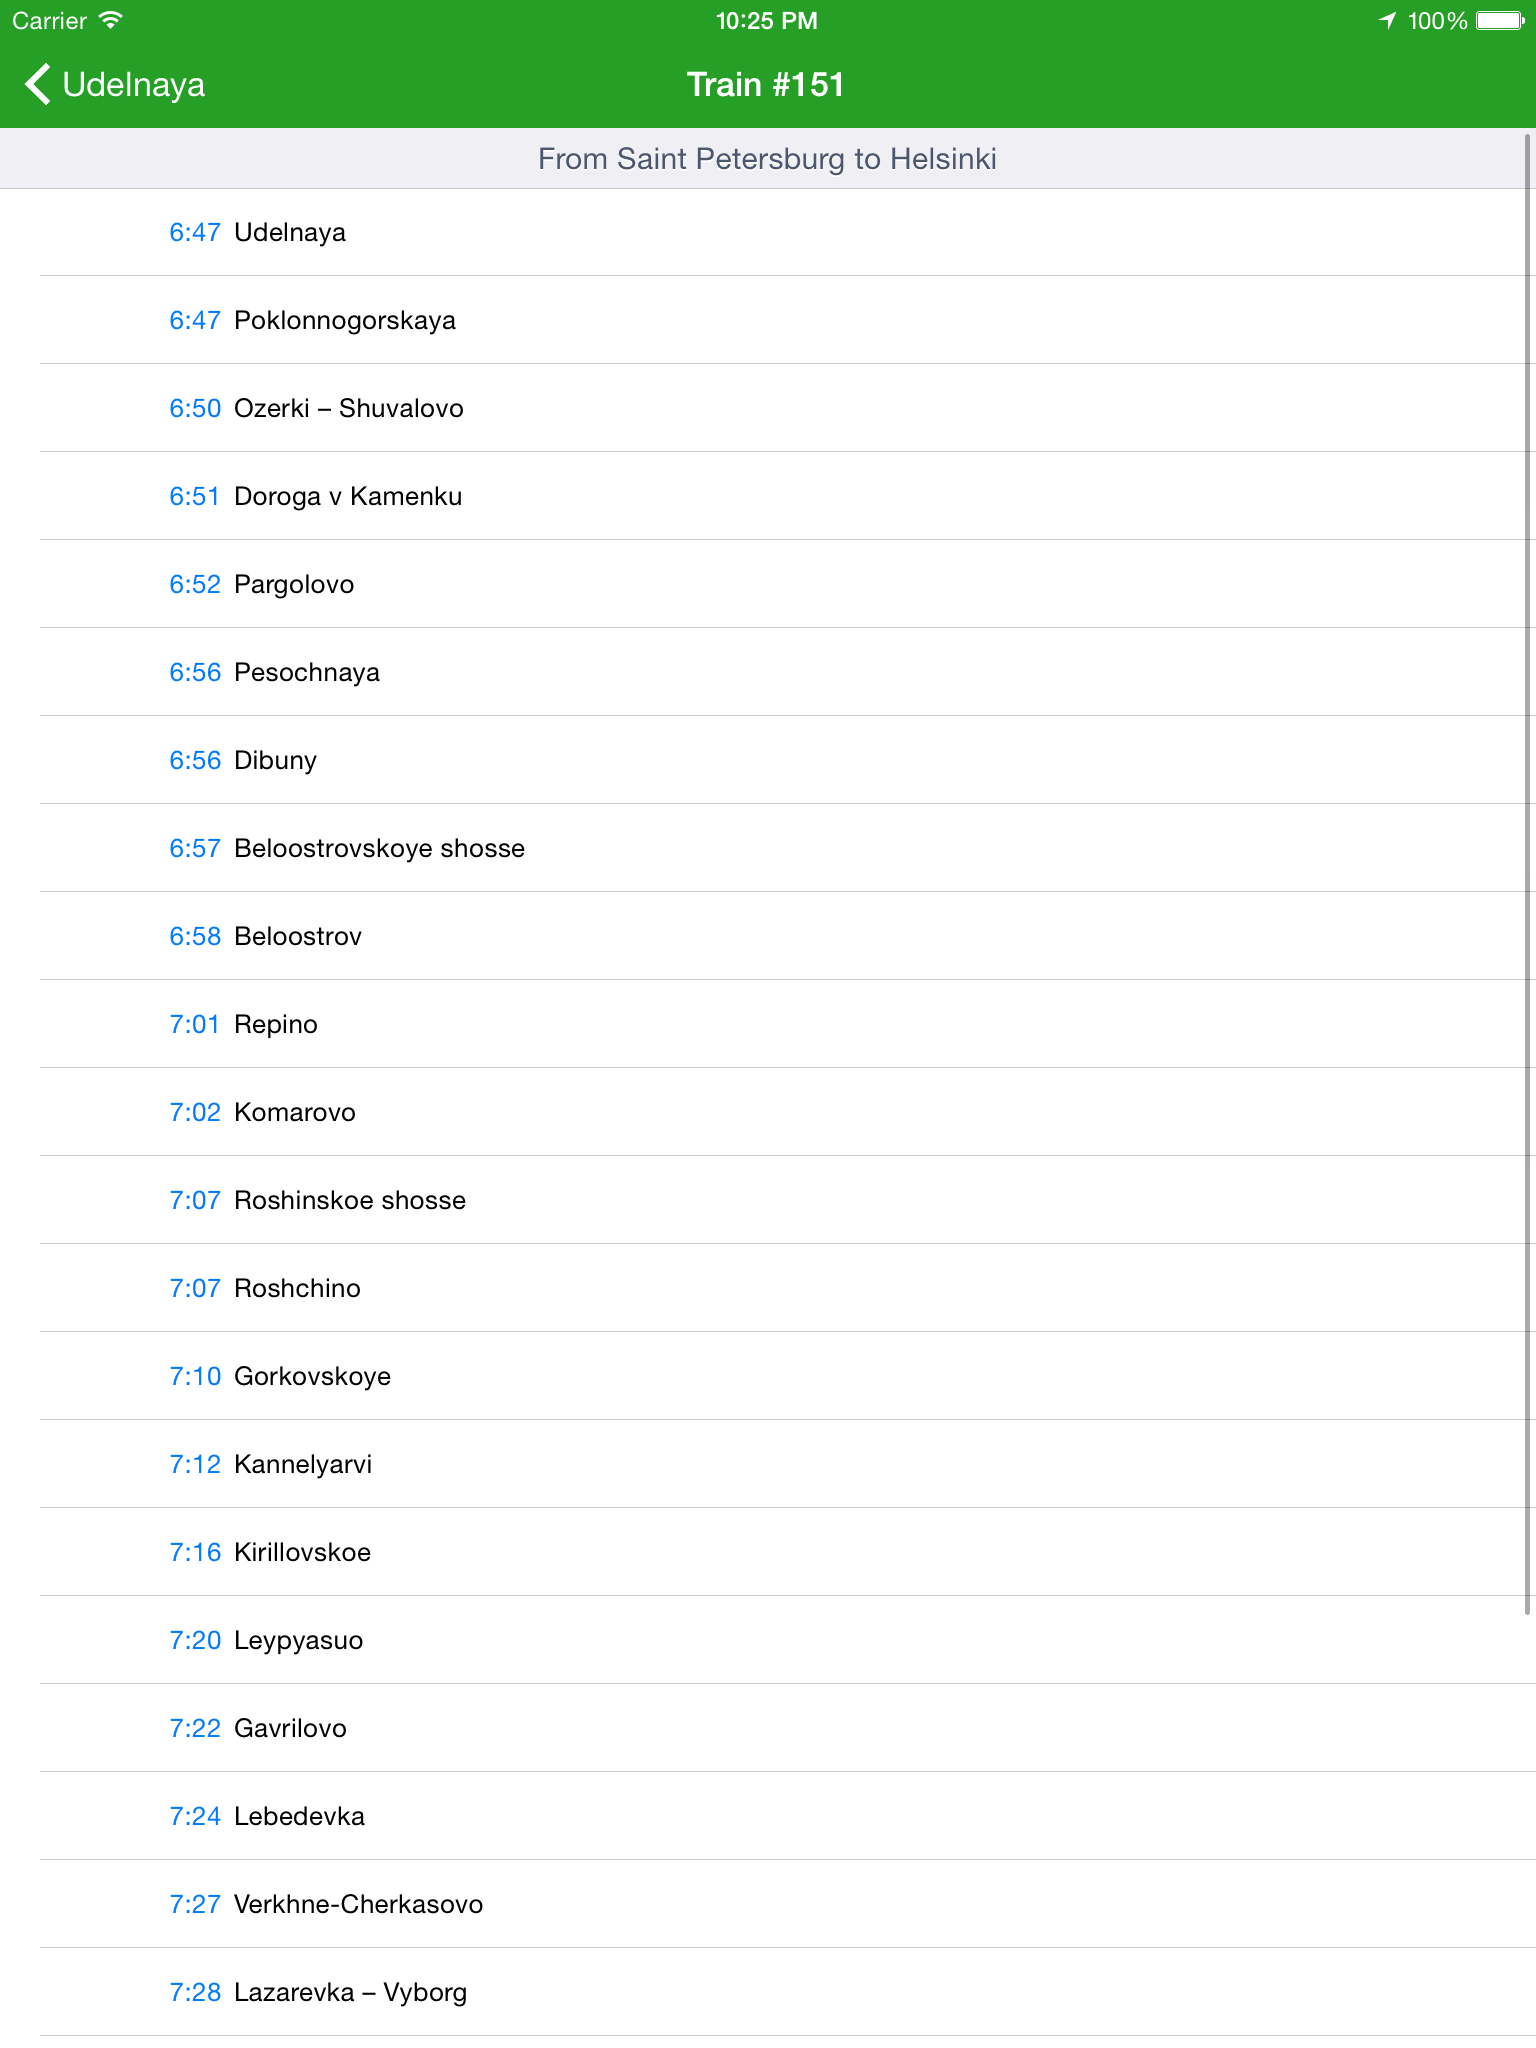 Carrier 10:25 PM 100%
Udelnaya Train #151
From Saint Petersburg to Helsinki
6:47 Udelnaya
6:47 Poklonnogorskaya
6:50 Ozerki – Shuvalovo
6:51 Doroga v Kamenku
6:52 Pargolovo
6:56 Pesochnaya
6:56 Dibuny
6:57 Beloostrovskoye shosse
6:58 Beloostrov
7:01 Repino
7:02 Komarovo
7:07 Roshinskoe shosse
7:07 Roshchino
7:10 Gorkovskoye
7:12 Kannelyarvi
7:16 Kirillovskoe
7:20 Leypyasuo
7:22 Gavrilovo
7:24 Lebedevka
7:27 Verkhne-Cherkasovo
7:28 Lazarevka – Vyborg